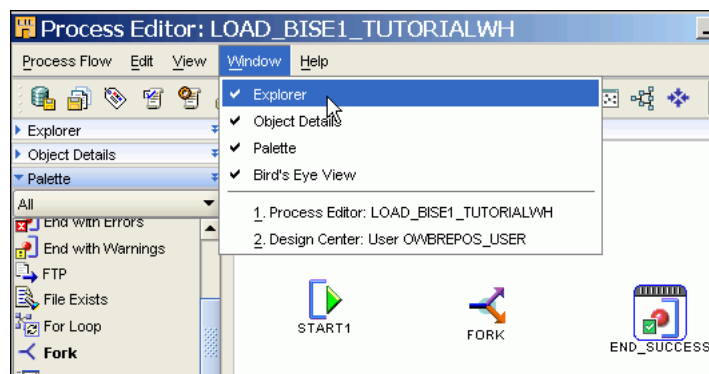 Process Editor: LOAD_BISE1_TUTORIALWH
Process Flow Edit View Window Help
Explorer
Object Details
Palette
Bird's Eye View
1. Process Editor: LOAD_BISE1_TUTORIALWH
2. Design Center: User OWBREPOS_USER
Explorer
Object Details
Palette
All
End with Errors
End with Warnings
FTP
File Exists
For Loop
Fork
START1
FORK
END_SUCCESS